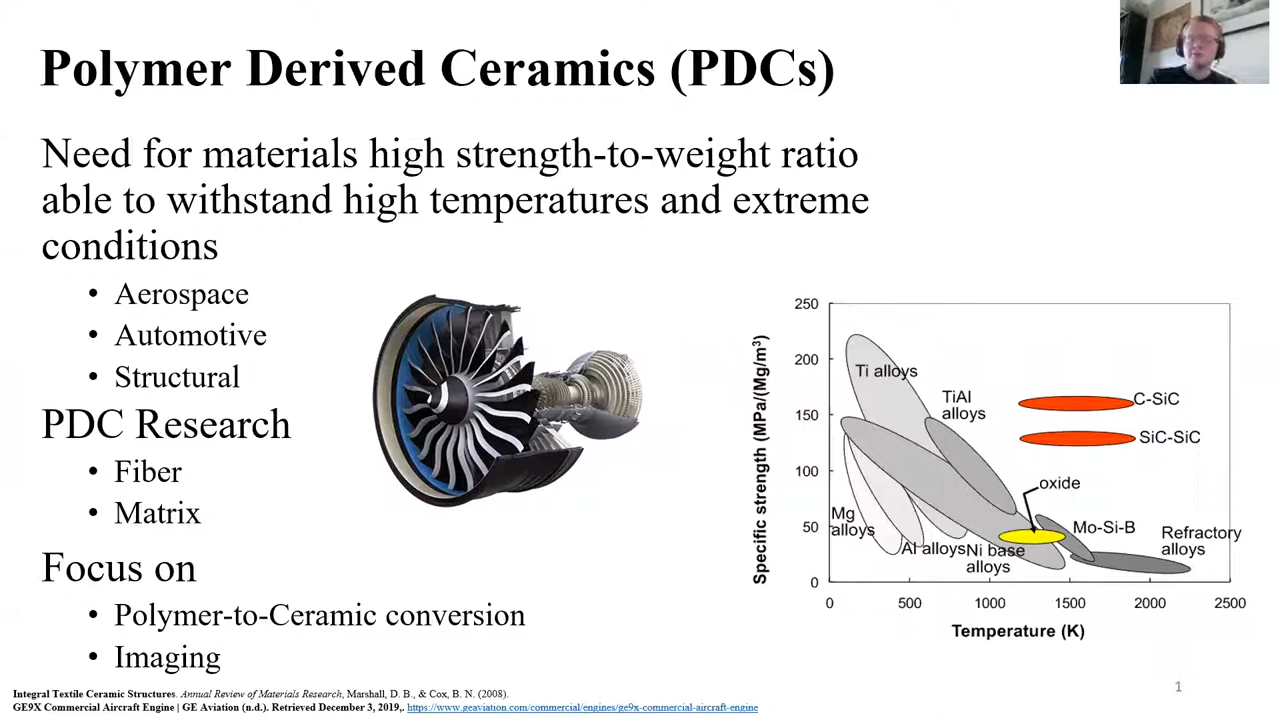 Polymer Derived Ceramics (PDCs)
Need for materials high strength-to-weight ratio
able to withstand high temperatures and extreme
conditions
• Aerospace
• Automotive
• Structural
PDC Research
• Fiber
• Matrix
Focus on
• Polymer-to-Ceramic conversion
• Imaging
250
200
150
100
50
0
0
500
1000
1500
2000
2500
Specific strength (MPa/(Mg/m³)
Temperature (K)
Ti alloys
TiAl
alloys
C-SiC
SiC-SiC
oxide
Mg
alloys
Al alloys
Ni base
alloys
Mo-Si-B
Refractory
alloys
1
Integral Textile Ceramic Structures. Annual Review of Materials Research, Marshall, D. B., & Cox, B. N. (2008).
GE9X Commercial Aircraft Engine | GE Aviation (n.d.). Retrieved December 3, 2019,. https://www.geaviation.com/commercial/engines/ge9x-commercial-aircraft-engine